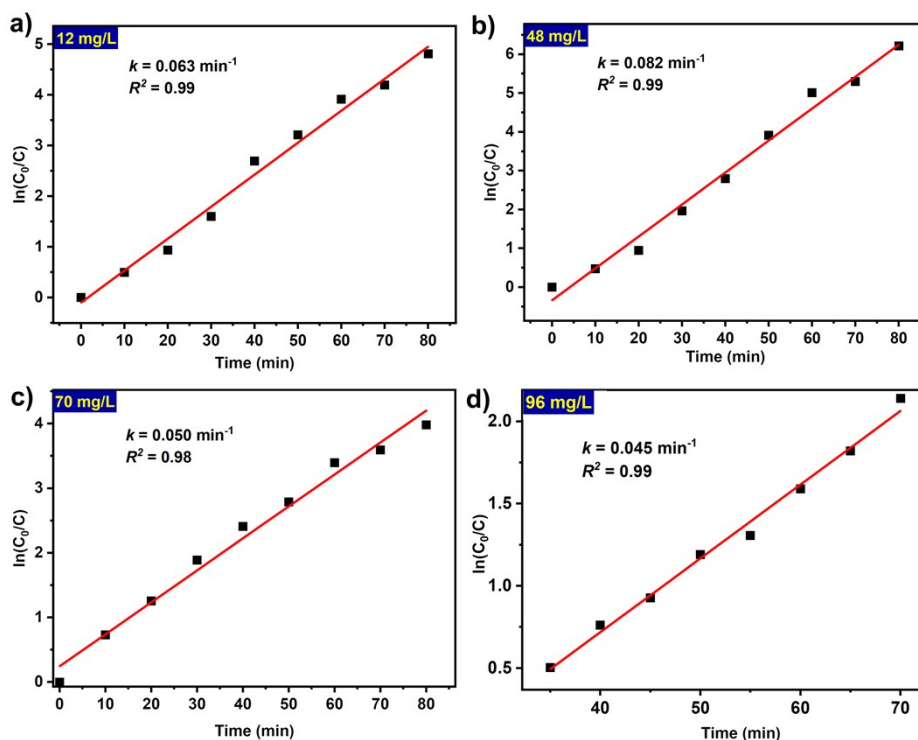 a)
12 mg/L
k = 0.063 min⁻¹
R² = 0.99
ln(C₀/C)
5
4
3
2
1
0
0 10 20 30 40 50 60 70 80
Time (min)
b)
48 mg/L
k = 0.082 min⁻¹
R² = 0.99
ln(C₀/C)
6
5
4
3
2
1
0
0 10 20 30 40 50 60 70 80
Time (min)
c)
70 mg/L
k = 0.050 min⁻¹
R² = 0.98
ln(C₀/C)
4
3
2
1
0
0 10 20 30 40 50 60 70 80
Time (min)
d)
96 mg/L
k = 0.045 min⁻¹
R² = 0.99
ln(C₀/C)
2.0
1.5
1.0
0.5
40 50 60 70
Time (min)